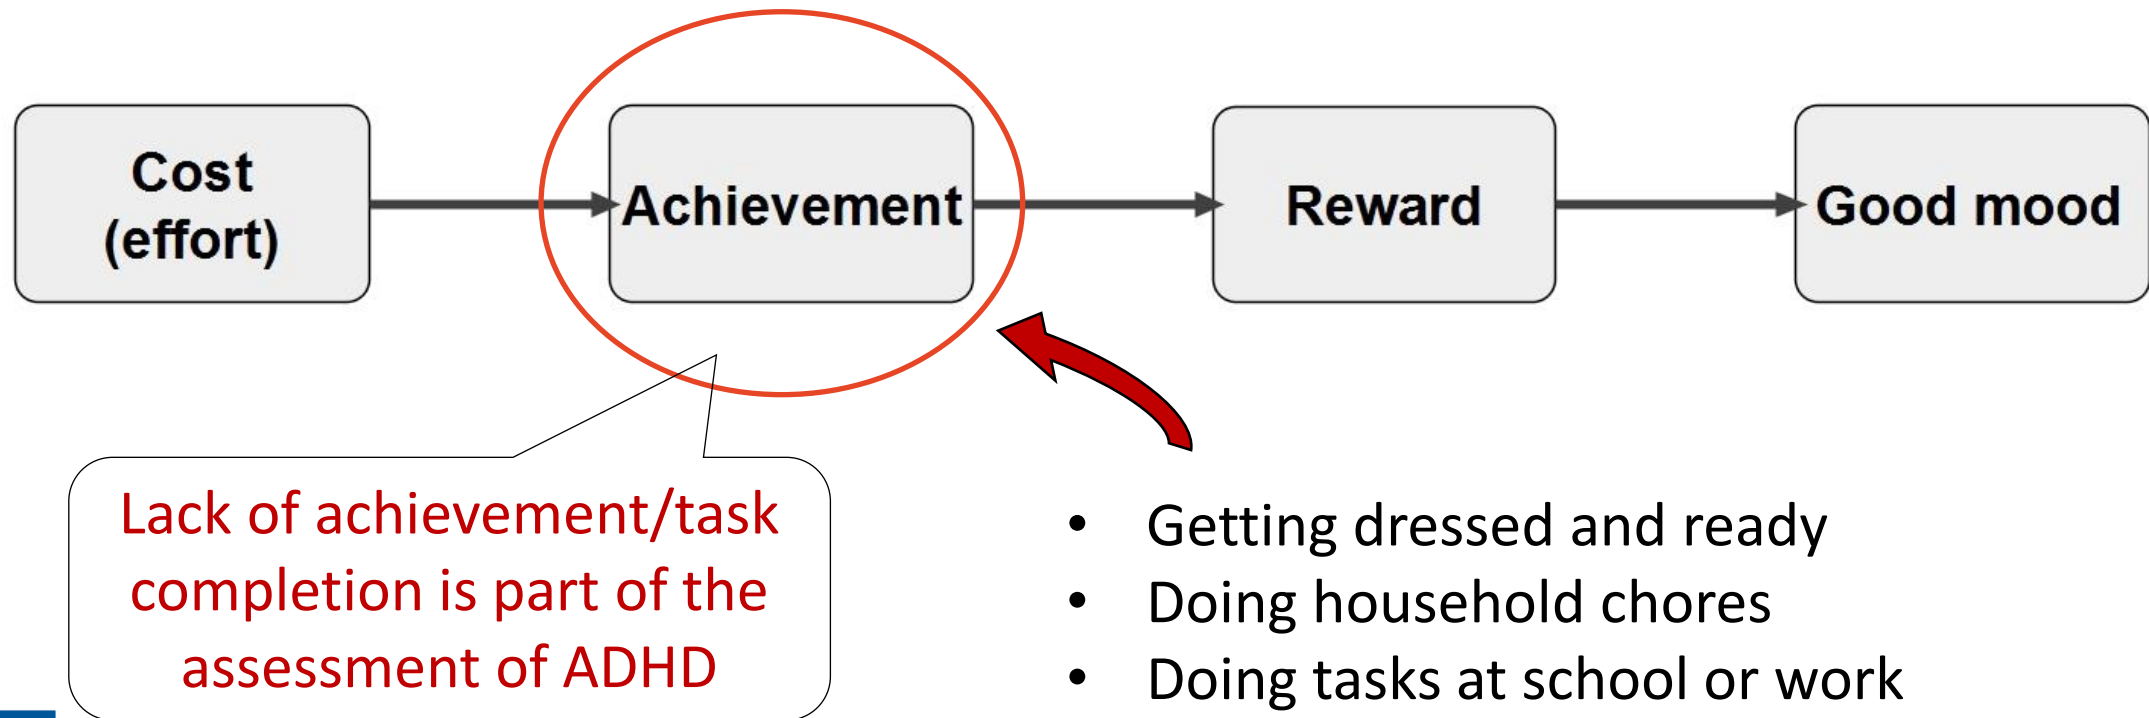 Cost
(effort)
Achievement
Reward
Good mood
Lack of achievement/task
completion is part of the
assessment of ADHD
• Getting dressed and ready
• Doing household chores
• Doing tasks at school or work